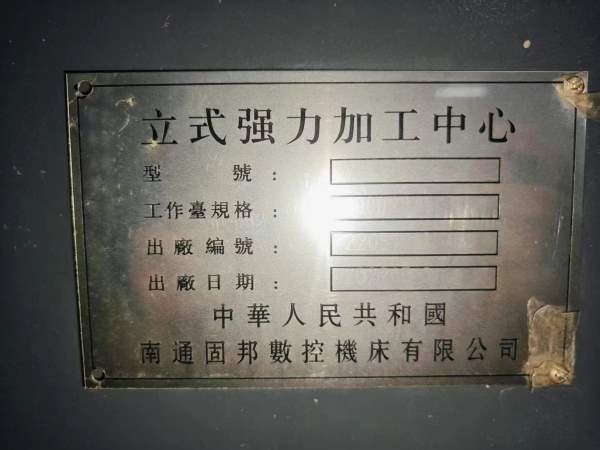 立式强力加工中心
型號:
工作臺規格:
出廠編號:
出廠日期:
中華人民共和國
南通固邦數控機床有限公司